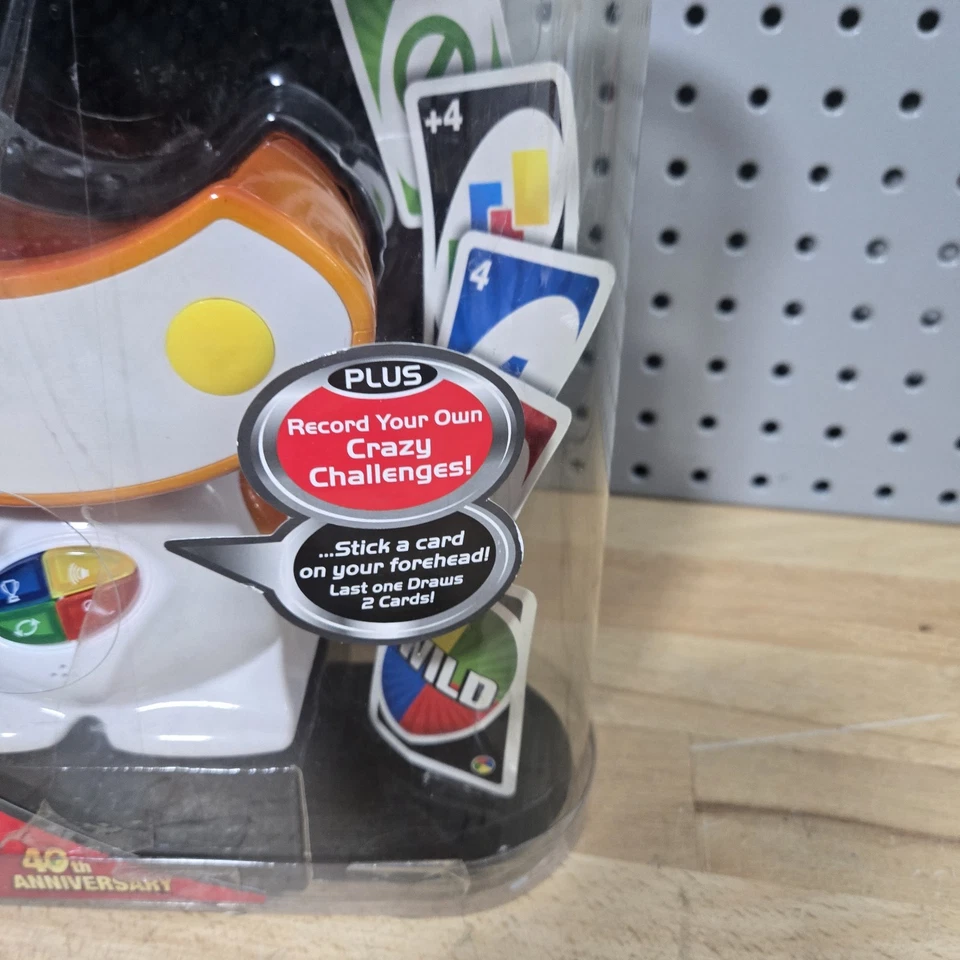 +4
4
PLUS
Record Your Own
Crazy
Challenges!
...Stick a card
on your forehead!
Last one Draws
2 Cards!
WILD
40th
ANNIVERSARY